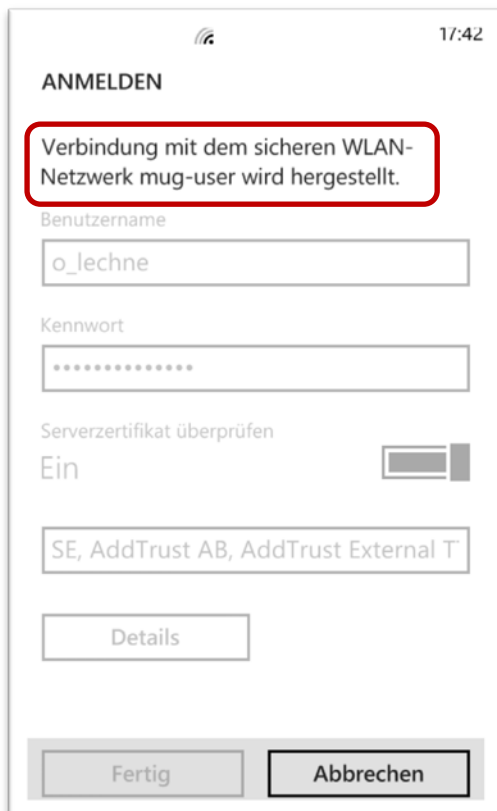 17:42
ANMELDEN
Verbindung mit dem sicheren WLAN-
Netzwerk mug-user wird hergestellt.
Benutzername
o_lechne
Kennwort
••••••••••••••
Serverzertifikat überprüfen
Ein
SE, AddTrust AB, AddTrust External T
Details
Fertig
Abbrechen